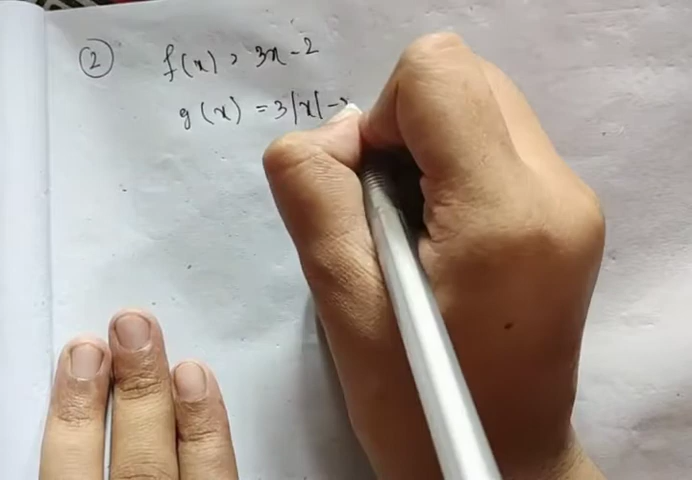 ② f(x) = 3x - 2
g(x) = 3|x| -